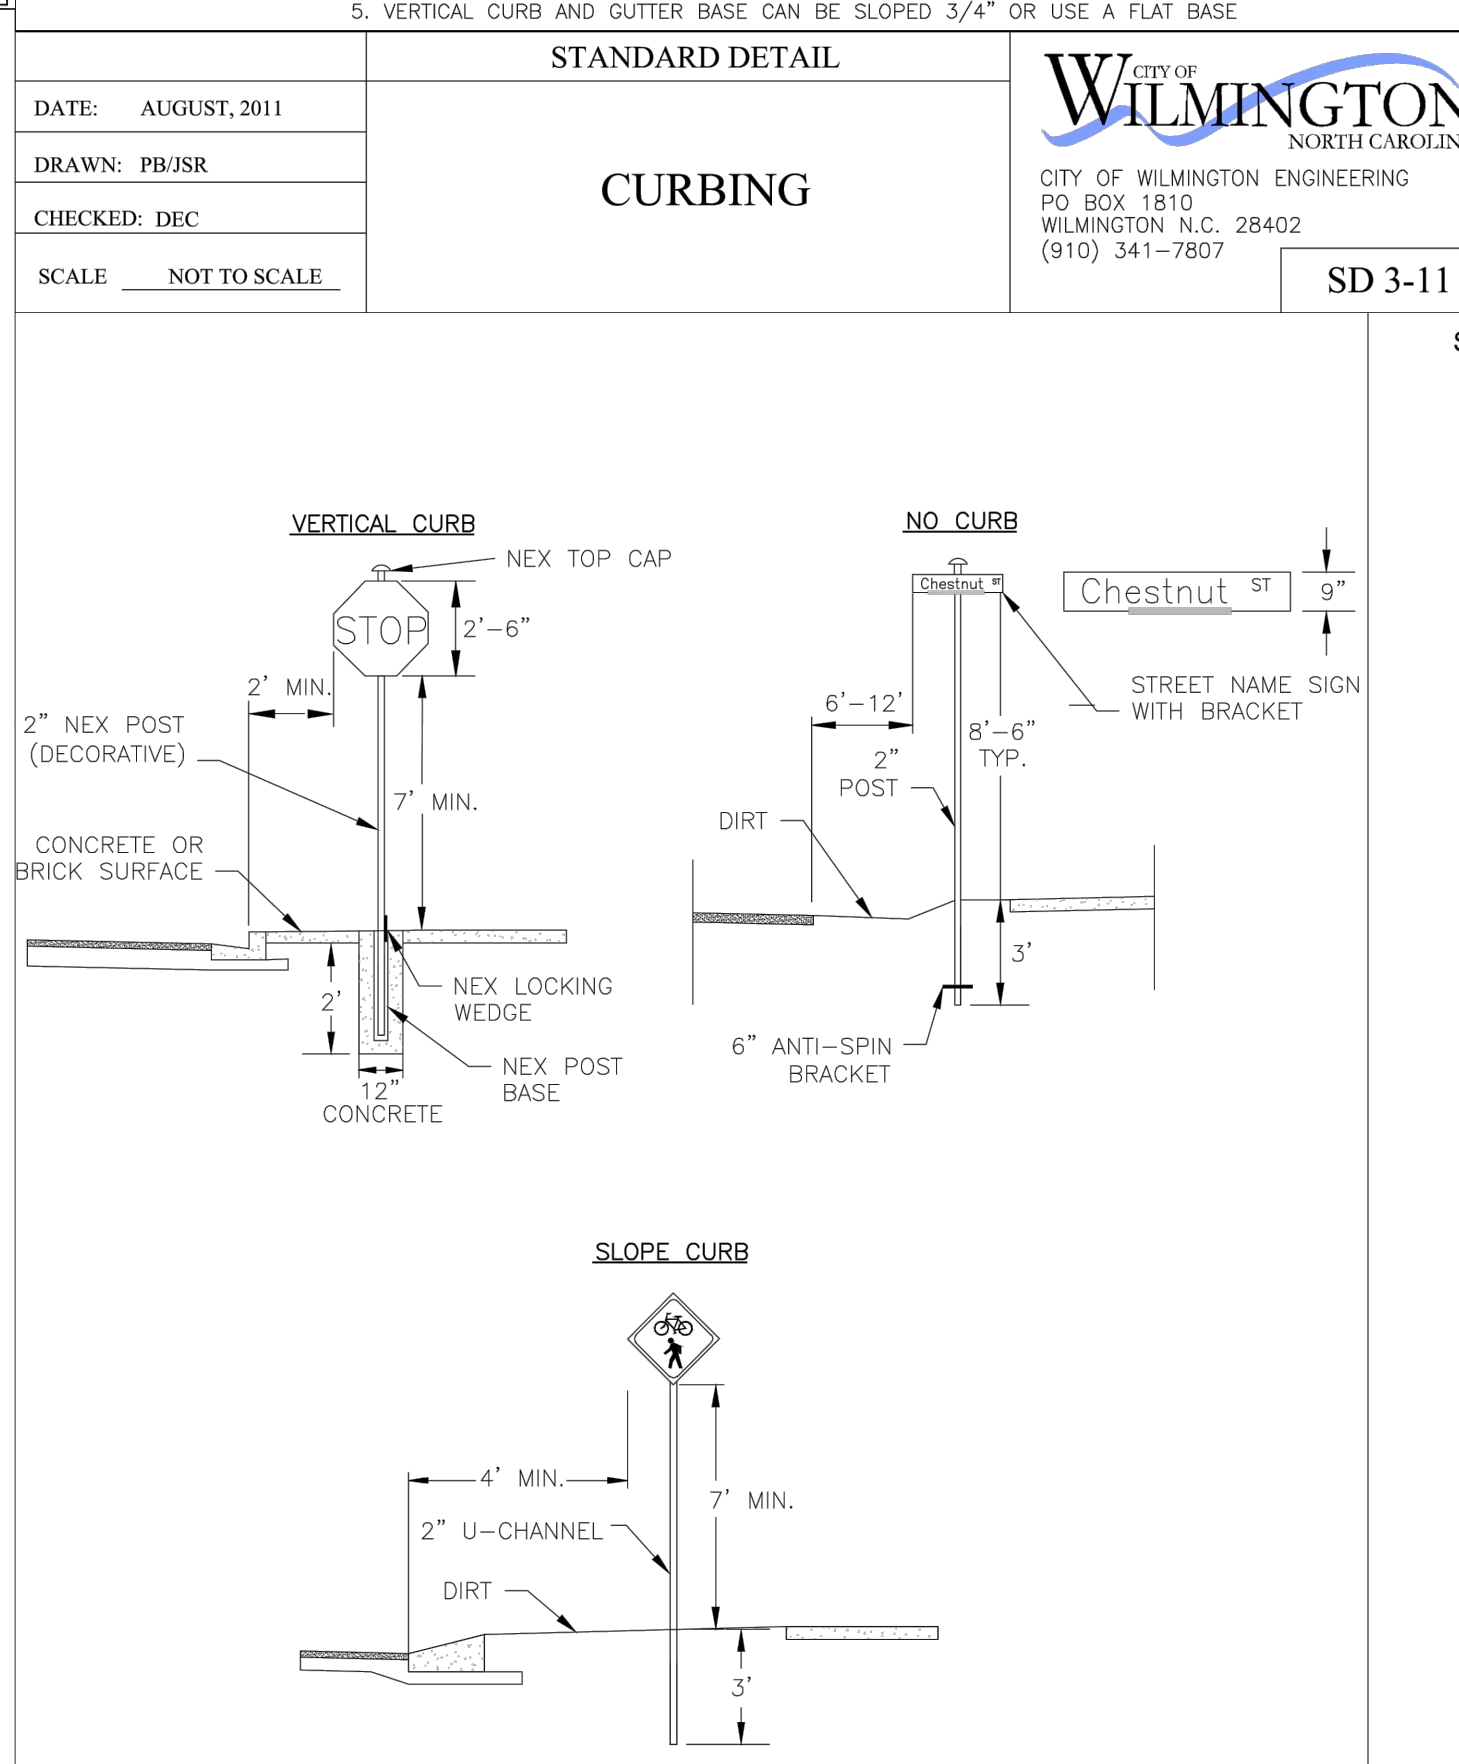 5. VERTICAL CURB AND GUTTER BASE CAN BE SLOPED 3/4" OR USE A FLAT BASE
STANDARD DETAIL
DATE: AUGUST, 2011
DRAWN: PB/JSR
CHECKED: DEC
SCALE NOT TO SCALE
CURBING
CITY OF
WILMINGTON
NORTH CAROLIN
CITY OF WILMINGTON ENGINEERING
PO BOX 1810
WILMINGTON N.C. 28402
(910) 341-7807
SD 3-11
VERTICAL CURB
NEX TOP CAP
STOP
2'-6"
2' MIN.
2" NEX POST
(DECORATIVE)
7' MIN.
CONCRETE OR
BRICK SURFACE
2'
NEX LOCKING
WEDGE
NEX POST
BASE
12"
CONCRETE
NO CURB
Chestnut ST
Chestnut ST
9"
STREET NAME SIGN
WITH BRACKET
6'-12'
8'-6"
TYP.
2"
POST
DIRT
3'
6" ANTI-SPIN
BRACKET
SLOPE CURB
4' MIN.
7' MIN.
2" U-CHANNEL
DIRT
3'